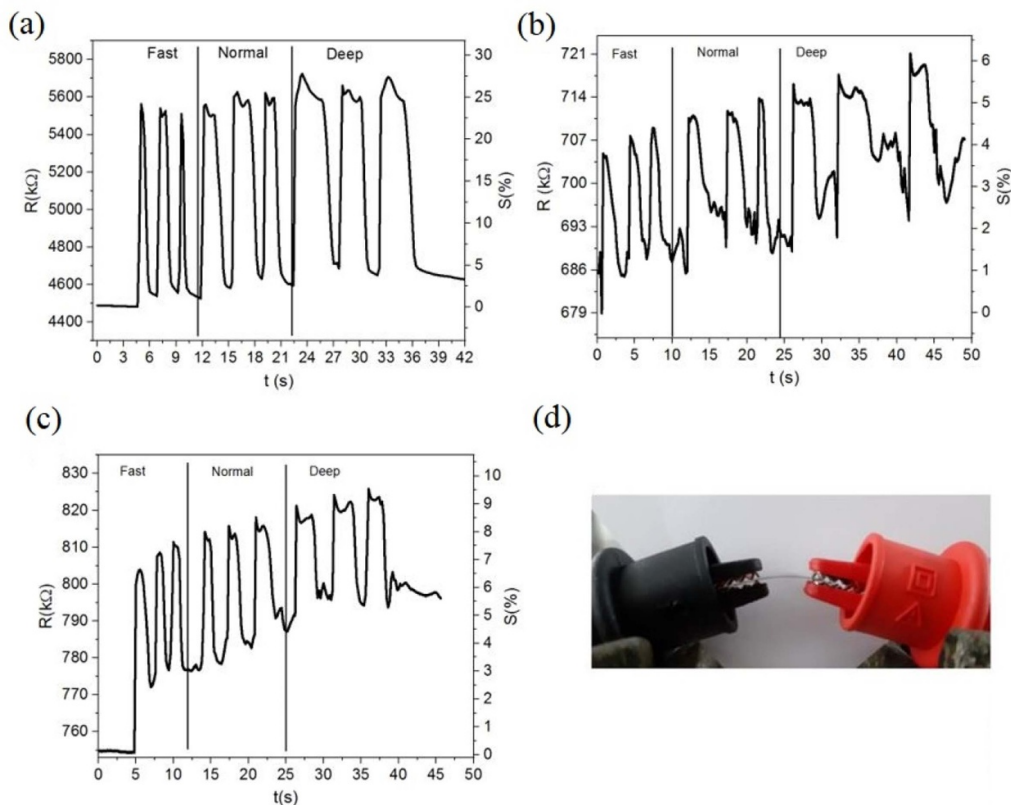 (a)
Fast Normal Deep
5800
5600
5400
5200
5000
4800
4600
4400
R(kΩ)
30
25
20
15
10
5
0
S(%)
0 3 6 9 12 15 18 21 24 27 30 33 36 39 42
t (s)
(b)
Fast Normal Deep
721
714
707
700
693
686
679
R (kΩ)
6
5
4
3
2
1
0
S(%)
0 5 10 15 20 25 30 35 40 45 50
t (s)
(c)
Fast Normal Deep
830
820
810
800
790
780
770
760
R(kΩ)
10
9
8
7
6
5
4
3
2
1
0
S(%)
0 5 10 15 20 25 30 35 40 45 50
t(s)
(d)